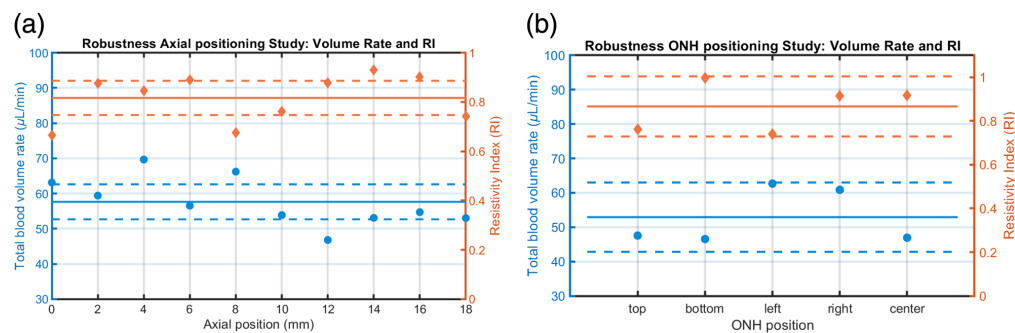 (a)
Robustness Axial positioning Study: Volume Rate and RI
Total blood volume rate (μL/min)
100
90
80
70
60
50
40
30
1
0.8
0.6
0.4
0.2
0
Resistivity Index (RI)
0 2 4 6 8 10 12 14 16 18
Axial position (mm)
(b)
Robustness ONH positioning Study: Volume Rate and RI
Total blood volume rate (μL/min)
100
90
80
70
60
50
40
30
1
0.8
0.6
0.4
0.2
0
Resistivity Index (RI)
top bottom left right center
ONH position